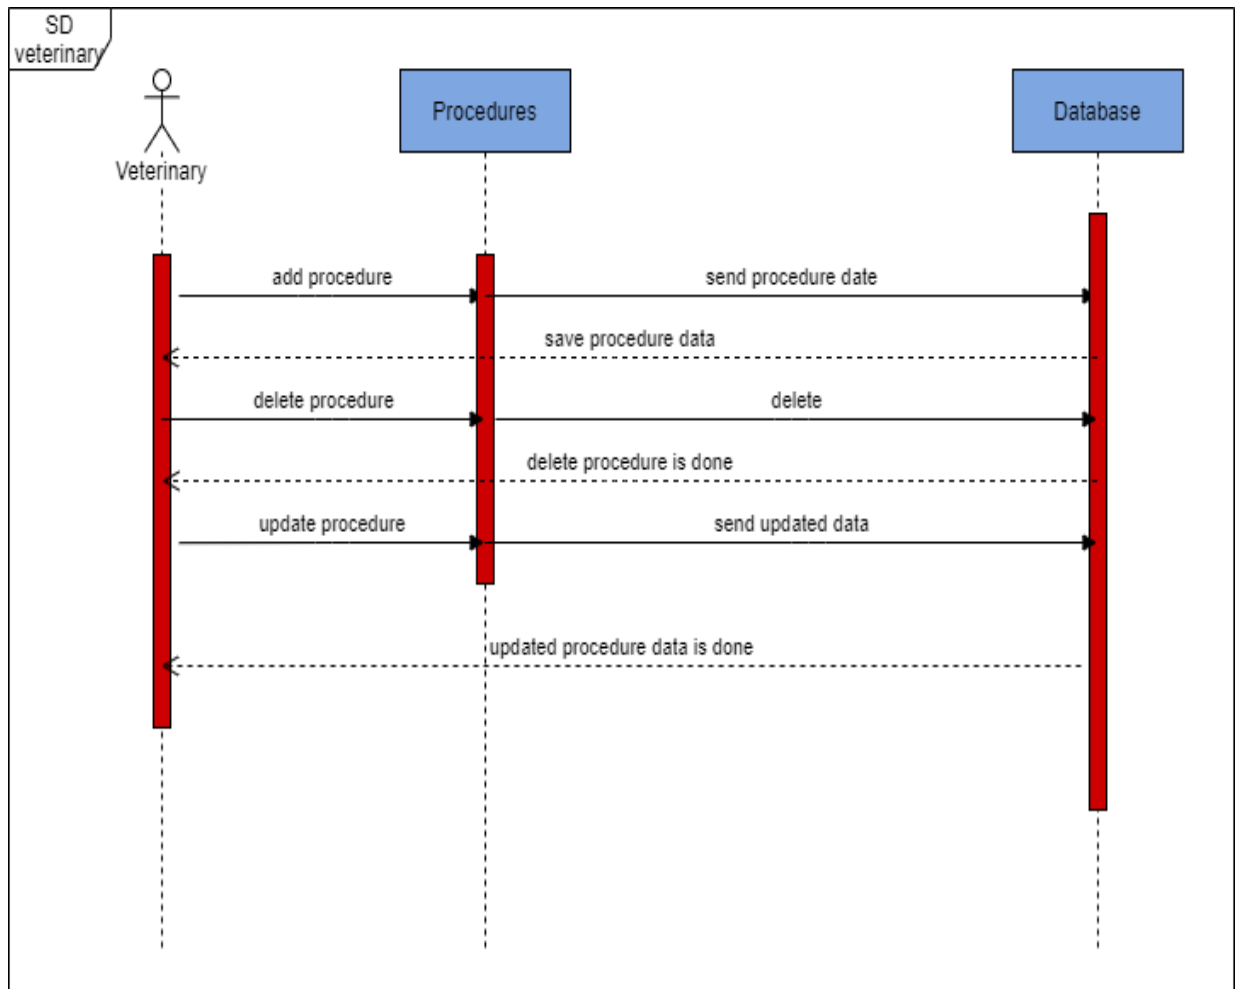 SD
veterinary
Procedures
Database
Veterinary
add procedure
send procedure date
save procedure data
delete procedure
delete
delete procedure is done
update procedure
send updated data
updated procedure data is done